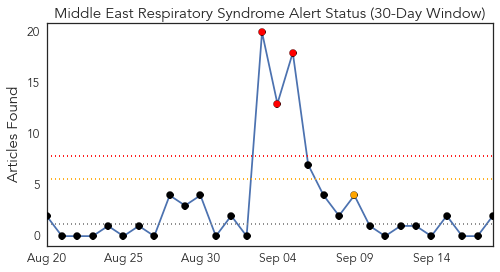 Middle East Respiratory Syndrome Alert Status (30-Day Window)
Articles Found
20
15
10
5
0
Aug 20 Aug 25 Aug 30 Sep 04 Sep 09 Sep 14